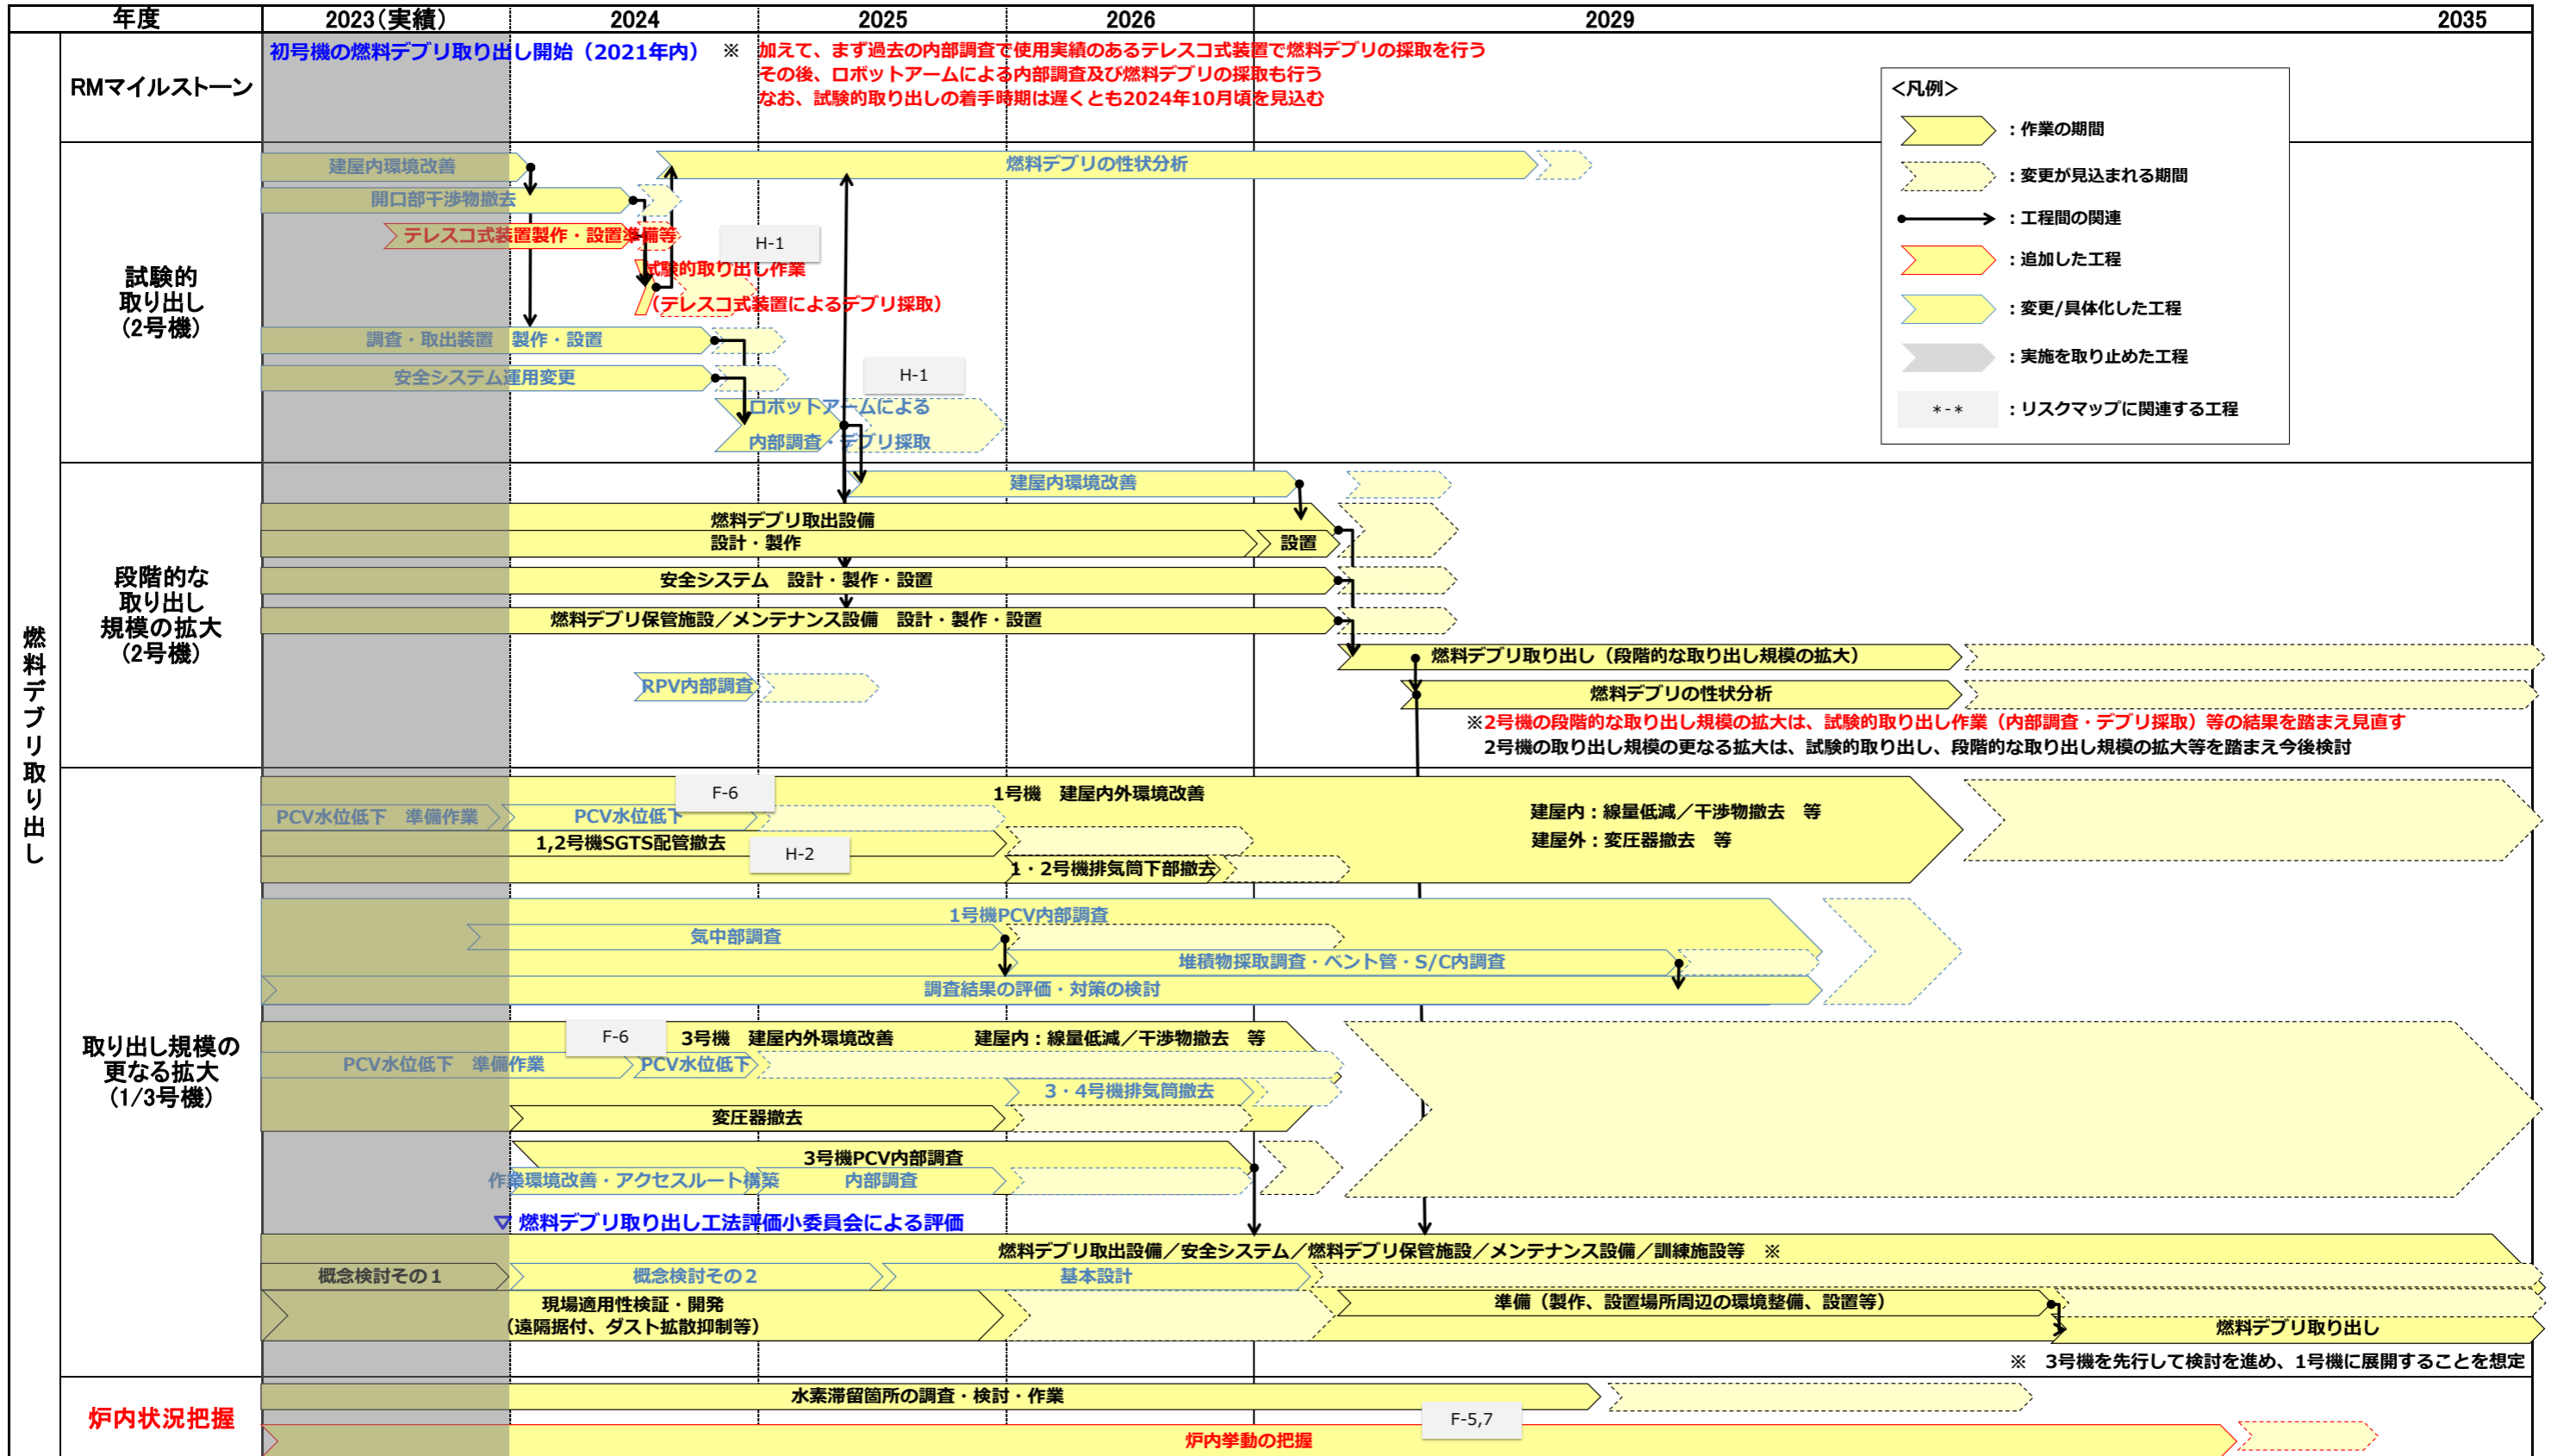 年度
2023(実績)
2024
2025
2026
2029
2035
燃料デブリ取り出し
RMマイルストーン
初号機の燃料デブリ取り出し開始（2021年内） ※
加えて、まず過去の内部調査で使用実績のあるテレスコ式装置で燃料デブリの採取を行う
その後、ロボットアームによる内部調査及び燃料デブリの採取も行う
なお、試験的取り出しの着手時期は遅くとも2024年10月頃を見込む
＜凡例＞
：作業の期間
：変更が見込まれる期間
：工程間の関連
：追加した工程
：変更/具体化した工程
：実施を取り止めた工程
*-*
：リスクマップに関連する工程
試験的
取り出し
(2号機)
建屋内環境改善
燃料デブリの性状分析
開口部干渉物撤去
テレスコ式装置製作・設置準備等
H-1
試験的取り出し作業
（テレスコ式装置によるデブリ採取）
調査・取出装置　製作・設置
安全システム運用変更
H-1
ロボットアームによる
内部調査・デブリ採取
段階的な
取り出し
規模の拡大
(2号機)
建屋内環境改善
燃料デブリ取出設備
設計・製作
設置
安全システム　設計・製作・設置
燃料デブリ保管施設／メンテナンス設備　設計・製作・設置
燃料デブリ取り出し（段階的な取り出し規模の拡大）
RPV内部調査
燃料デブリの性状分析
※2号機の段階的な取り出し規模の拡大は、試験的取り出し作業（内部調査・デブリ採取）等の結果を踏まえ見直す
2号機の取り出し規模の更なる拡大は、試験的取り出し、段階的な取り出し規模の拡大等を踏まえ今後検討
取り出し規模の
更なる拡大
(1/3号機)
F-6
1号機　建屋内外環境改善
建屋内：線量低減／干渉物撤去　等
建屋外：変圧器撤去　等
PCV水位低下　準備作業
PCV水位低下
1,2号機SGTS配管撤去
H-2
1・2号機排気筒下部撤去
1号機PCV内部調査
気中部調査
堆積物採取調査・ベント管・S/C内調査
調査結果の評価・対策の検討
F-6
3号機　建屋内外環境改善
建屋内：線量低減／干渉物撤去　等
PCV水位低下　準備作業
PCV水位低下
3・4号機排気筒撤去
変圧器撤去
3号機PCV内部調査
作業環境改善・アクセスルート構築
内部調査
▽ 燃料デブリ取り出し工法評価小委員会による評価
燃料デブリ取出設備／安全システム／燃料デブリ保管施設／メンテナンス設備／訓練施設等　※
概念検討その１
概念検討その２
基本設計
現場適用性検証・開発
（遠隔据付、ダスト拡散抑制等）
準備（製作、設置場所周辺の環境整備、設置等）
燃料デブリ取り出し
※　3号機を先行して検討を進め、1号機に展開することを想定
炉内状況把握
水素滞留箇所の調査・検討・作業
F-5,7
炉内挙動の把握